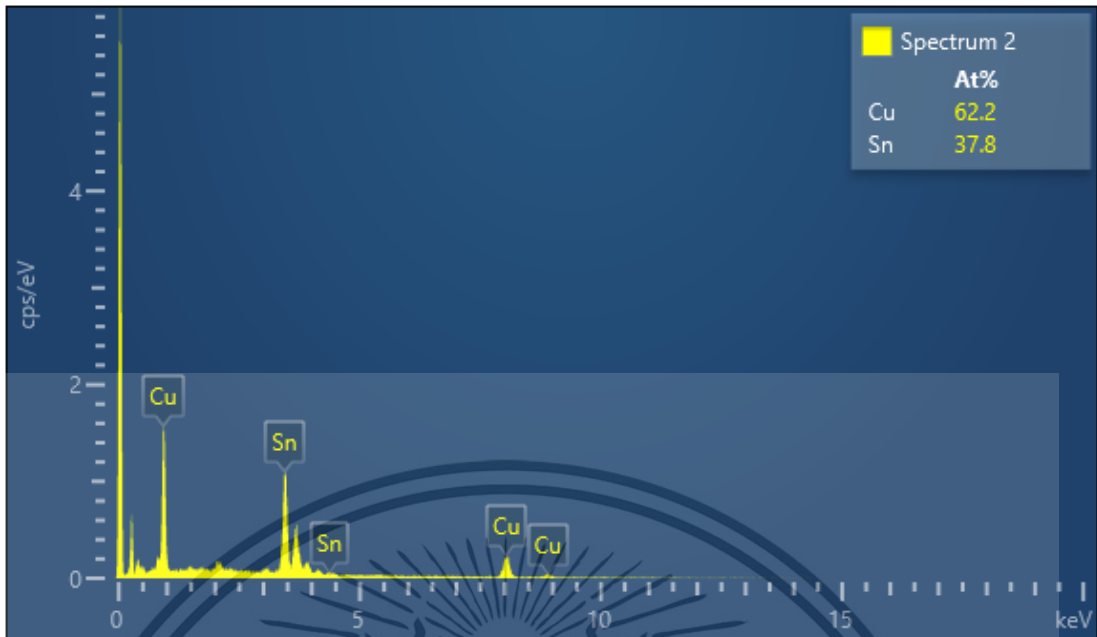 Spectrum 2
At%
Cu 62.2
Sn 37.8
4
2
0
cps/eV
Cu
Sn
Sn
Cu
Cu
0 5 10 15 keV